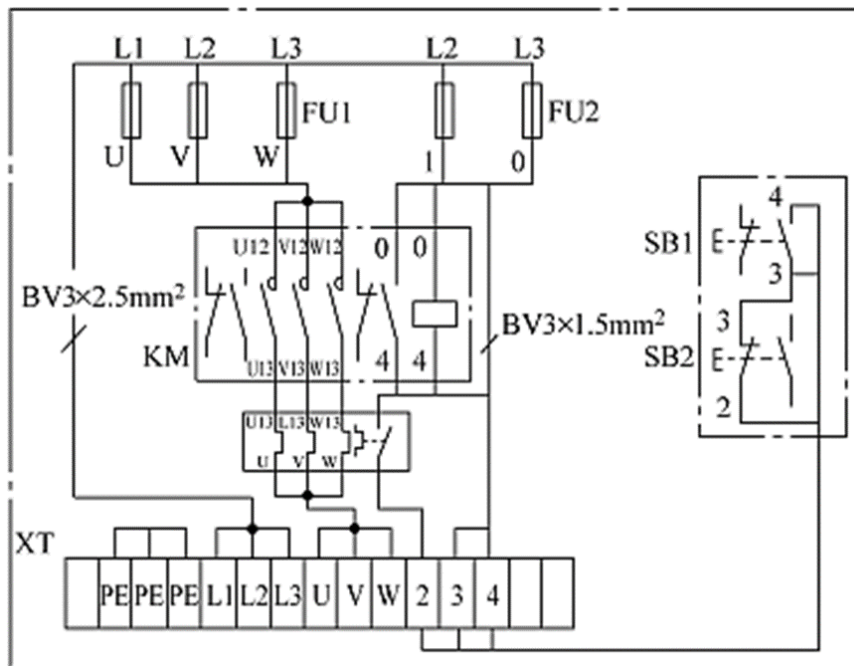 L1 L2 L3 L2 L3
FU1 FU2
U V W 1 0
4
U12 V12 W12 0 0
SB1
3
BV3×2.5mm²
3
BV3×1.5mm²
KM
U13 V13 W13 4 4
SB2
2
U13 L13 W13
U V W
XT
PE PE PE L1 L2 L3 U V W 2 3 4